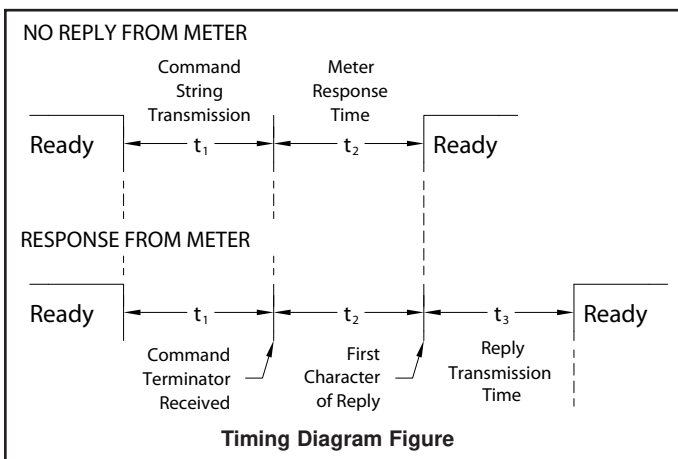 NO REPLY FROM METER
Command
String
Transmission
Meter
Response
Time
Ready
t₁
t₂
Ready
RESPONSE FROM METER
Ready
t₁
t₂
t₃
Ready
Command
Terminator
Received
First
Character
of Reply
Reply
Transmission
Time
Timing Diagram Figure